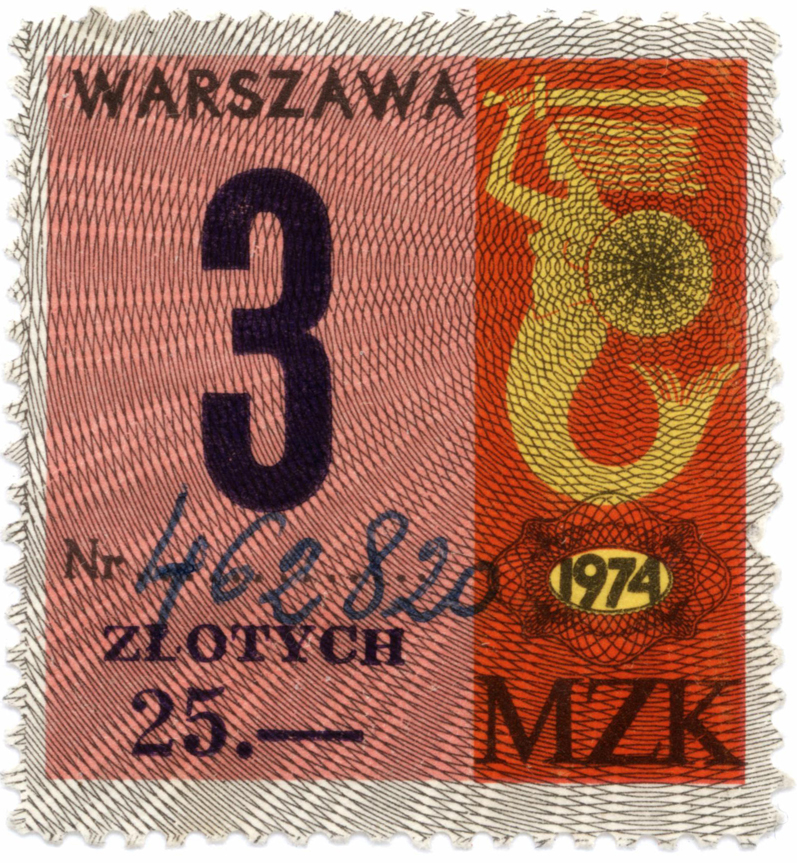 WARSZAWA
3
Nr 462820
ZŁOTYCH
25.—
1974
MZK